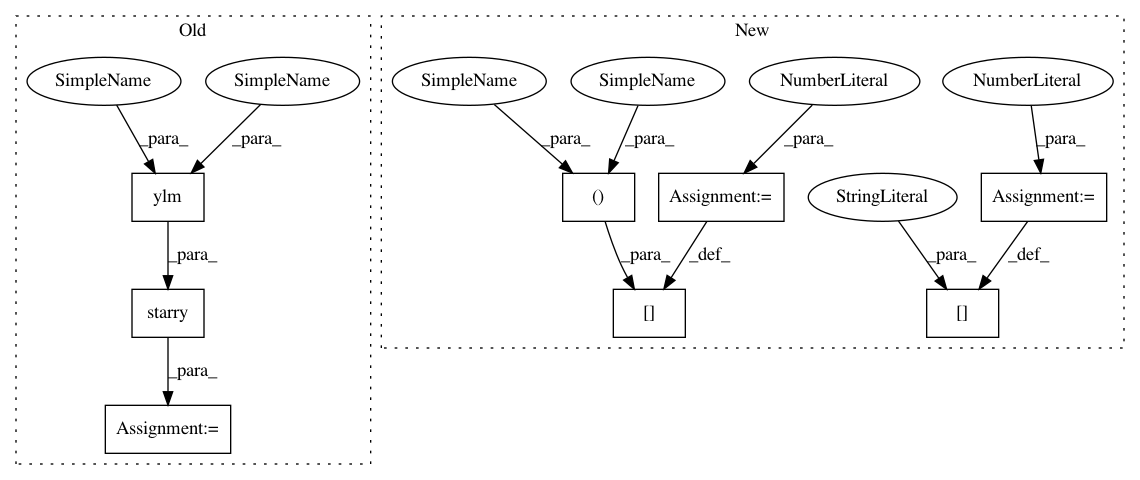 Old
New
SimpleName
SimpleName
SimpleName
SimpleName
NumberLiteral
NumberLiteral
_para_
_para_
_para_
_para_
_para_
_para_
ylm
()
Assignment:=
StringLiteral
Assignment:=
_para_
_para_
_def_
_para_
_def_
starry
[]
[]
_para_
Assignment:=